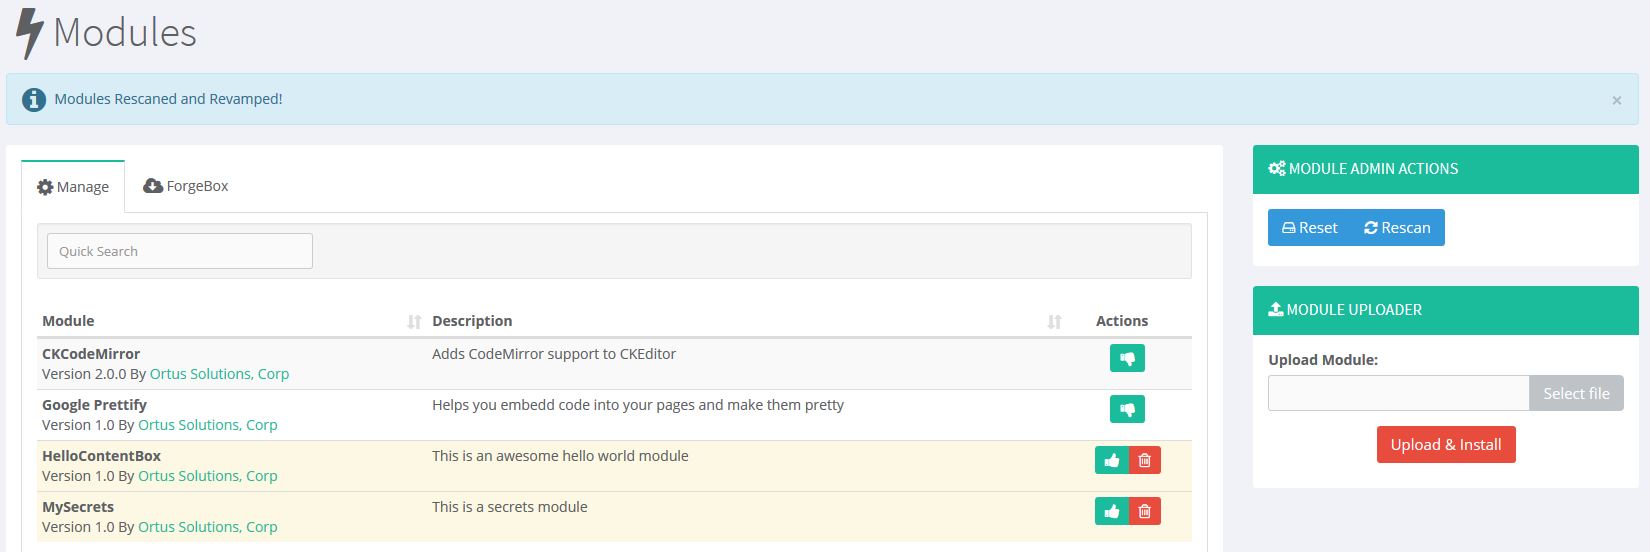 Modules
Modules Rescaned and Revamped!
×
Manage
ForgeBox
Quick Search
Module
Description
Actions
CKCodeMirror
Version 2.0.0 By Ortus Solutions, Corp
Adds CodeMirror support to CKEditor
Google Prettify
Version 1.0 By Ortus Solutions, Corp
Helps you embedd code into your pages and make them pretty
HelloContentBox
Version 1.0 By Ortus Solutions, Corp
This is an awesome hello world module
MySecrets
Version 1.0 By Ortus Solutions, Corp
This is a secrets module
MODULE ADMIN ACTIONS
Reset
Rescan
MODULE UPLOADER
Upload Module:
Select file
Upload & Install